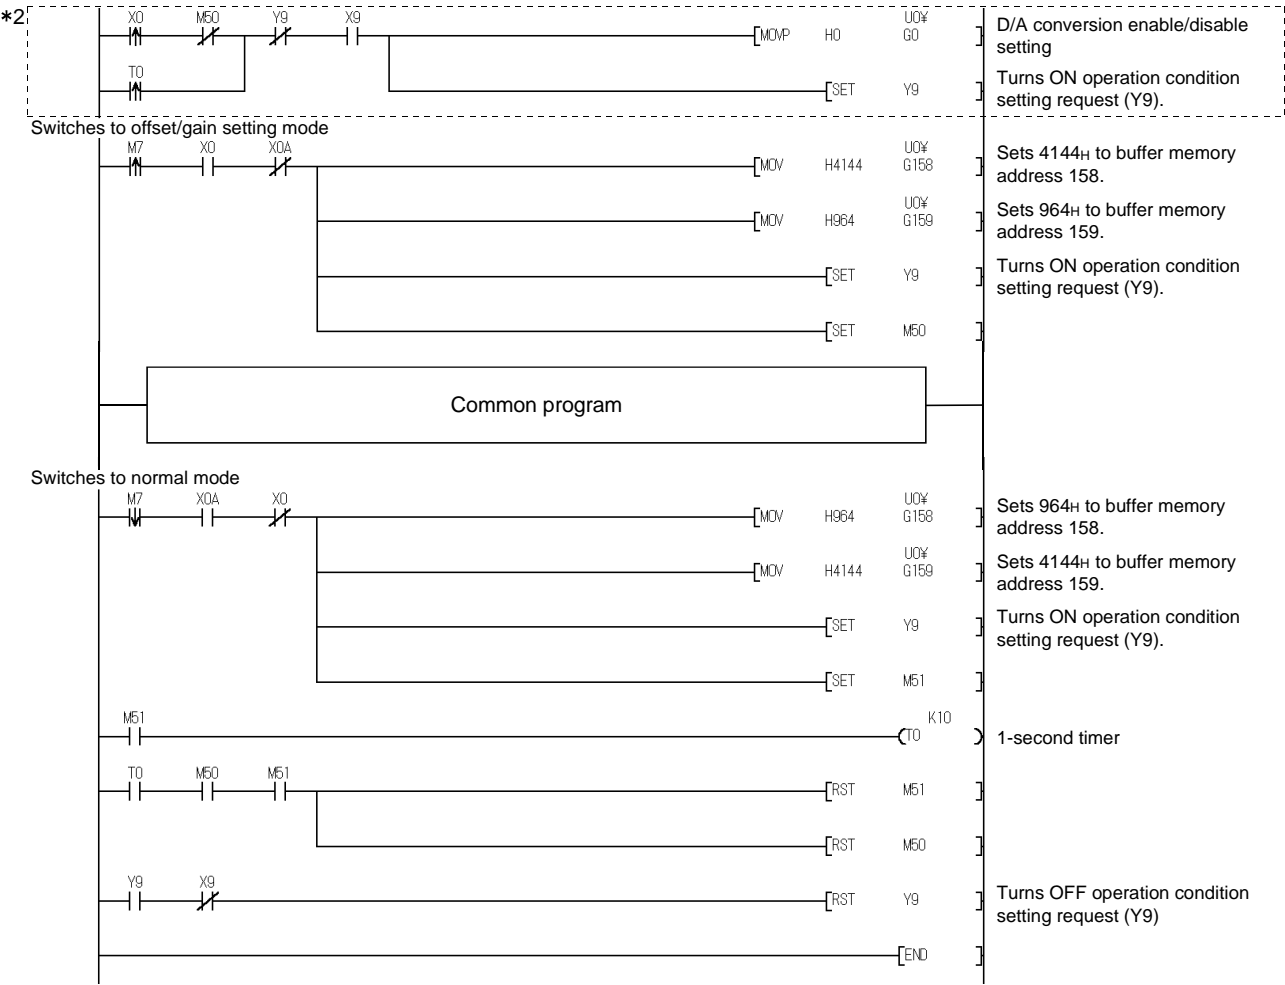 *2
X0 M50 Y9 X9 U0¥
[MOVP H0 G0 ]
D/A conversion enable/disable
setting
T0
[SET Y9 ]
Turns ON operation condition
setting request (Y9).
Switches to offset/gain setting mode
M7 X0 X0A U0¥
[MOV H4144 G158 ]
Sets 4144H to buffer memory
address 158.
U0¥
[MOV H964 G159 ]
Sets 964H to buffer memory
address 159.
[SET Y9 ]
Turns ON operation condition
setting request (Y9).
[SET M50 ]
Common program
Switches to normal mode
M7 X0A X0 U0¥
[MOV H964 G158 ]
Sets 964H to buffer memory
address 158.
U0¥
[MOV H4144 G159 ]
Sets 4144H to buffer memory
address 159.
[SET Y9 ]
Turns ON operation condition
setting request (Y9).
[SET M51 ]
M51 K10
(T0 )
1-second timer
T0 M50 M51
[RST M51 ]
[RST M50 ]
Y9 X9
[RST Y9 ]
Turns OFF operation condition
setting request (Y9)
[END ]